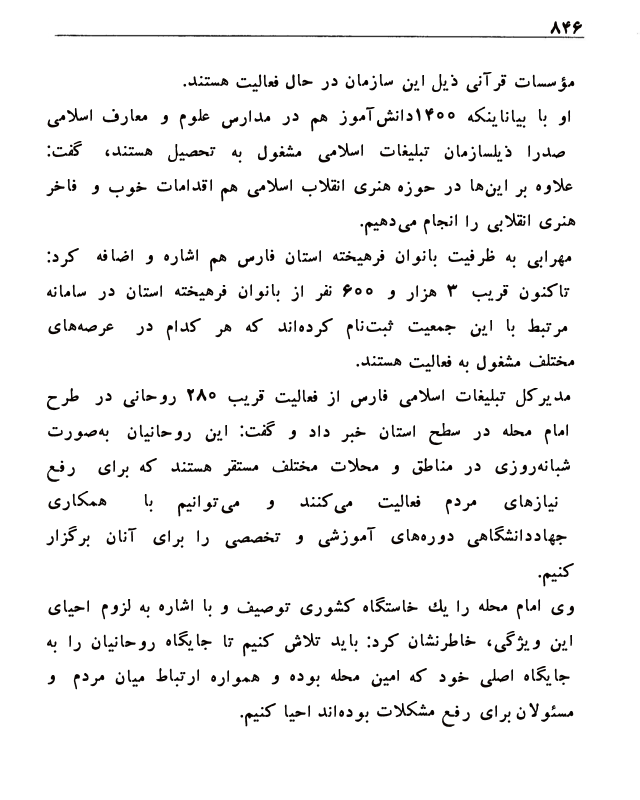 ۸۴۶
مؤسسات قرآنی ذیل این سازمان در حال فعالیت هستند.
او با بیاناینکه ۱۴۰۰دانش‌آموز هم در مدارس علوم و معارف اسلامی
صدرا ذیلسازمان تبلیغات اسلامی مشغول به تحصیل هستند، گفت:
علاوه بر این‌ها در حوزه هنری انقلاب اسلامی هم اقدامات خوب و فاخر
هنری انقلابی را انجام می‌دهیم.
مهرابی به ظرفیت بانوان فرهیخته استان فارس هم اشاره و اضافه کرد:
تاکنون قریب ۳ هزار و ۶۰۰ نفر از بانوان فرهیخته استان در سامانه
مرتبط با این جمعیت ثبت‌نام کرده‌اند که هر کدام در عرصه‌های
مختلف مشغول به فعالیت هستند.
مدیرکل تبلیغات اسلامی فارس از فعالیت قریب ۲۸۰ روحانی در طرح
امام محله در سطح استان خبر داد و گفت: این روحانیان به‌صورت
شبانه‌روزی در مناطق و محلات مختلف مستقر هستند که برای رفع
نیازهای مردم فعالیت می‌کنند و می‌توانیم با همکاری
جهاددانشگاهی دوره‌های آموزشی و تخصصی را برای آنان برگزار
کنیم.
وی امام محله را یك خاستگاه کشوری توصیف و با اشاره به لزوم احیای
این ویژگی، خاطرنشان کرد: باید تلاش کنیم تا جایگاه روحانیان را به
جایگاه اصلی خود که امین محله بوده و همواره ارتباط میان مردم و
مسئولان برای رفع مشکلات بوده‌اند احیا کنیم.